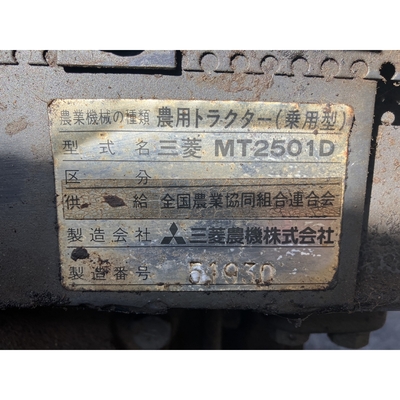 農業機械の種類 農用トラクター(乗用型)
型式名 三菱 MT2501D
区分
供給 全国農業協同組合連合会
製造会社 三菱農機株式会社
製造番号